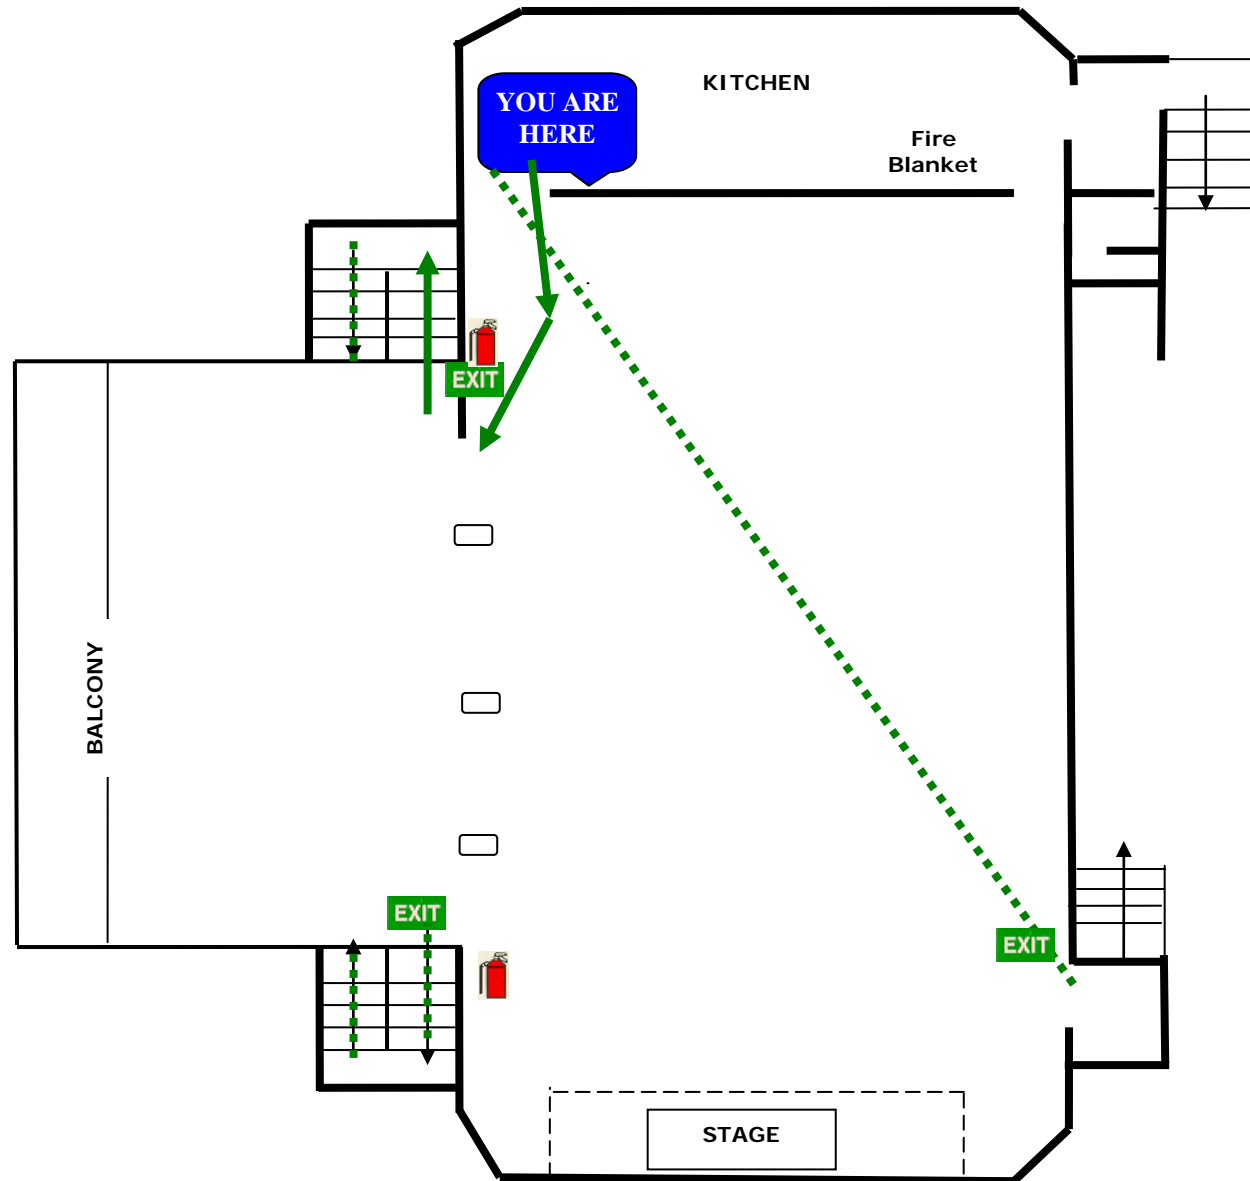 KITCHEN
YOU ARE
HERE
Fire
Blanket
EXIT
BALCONY
EXIT
EXIT
STAGE